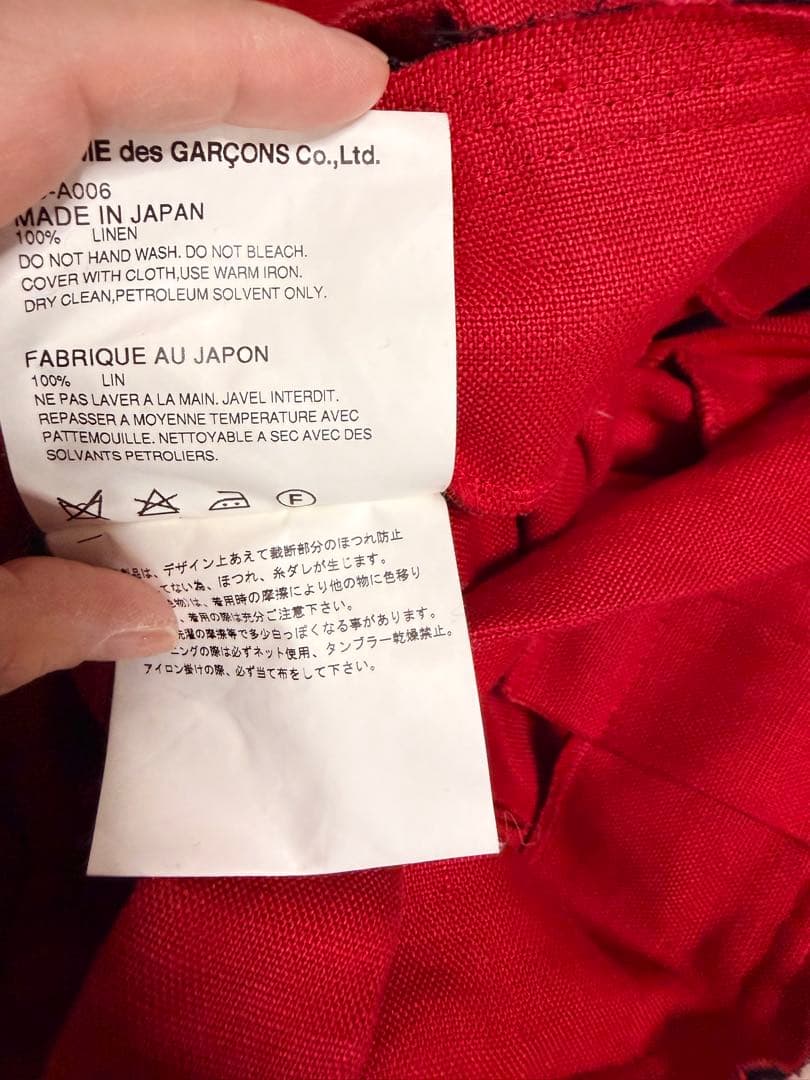 des GARÇONS Co.,Ltd.
-A006
MADE IN JAPAN
100% LINEN
DO NOT HAND WASH. DO NOT BLEACH.
COVER WITH CLOTH,USE WARM IRON.
DRY CLEAN,PETROLEUM SOLVENT ONLY.
FABRIQUE AU JAPON
100% LIN
NE PAS LAVER A LA MAIN. JAVEL INTERDIT.
REPASSER A MOYENNE TEMPERATURE AVEC
PATTEMOUILLE. NETTOYABLE A SEC AVEC DES
SOLVANTS PETROLIERS.
F
製品は、デザイン上あえて裁断部分のほつれ防止
てない為、ほつれ、糸ダレが生じます。
色物)は、着用時の摩擦により他の物に色移り
、着用の際は充分ご注意下さい。
洗濯の摩擦等で多少白っぽくなる事があります。
ニングの際は必ずネット使用、タンブラー乾燥禁止。
アイロン掛けの際、必ず当て布をして下さい。